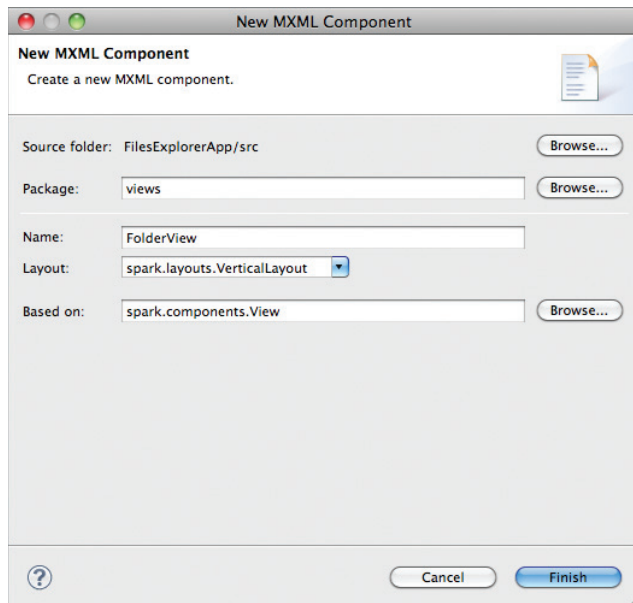 New MXML Component
New MXML Component
Create a new MXML component.
Source folder: FilesExplorerApp/src Browse...
Package: views Browse...
Name: FolderView
Layout: spark.layouts.VerticalLayout
Based on: spark.components.View Browse...
? Cancel Finish